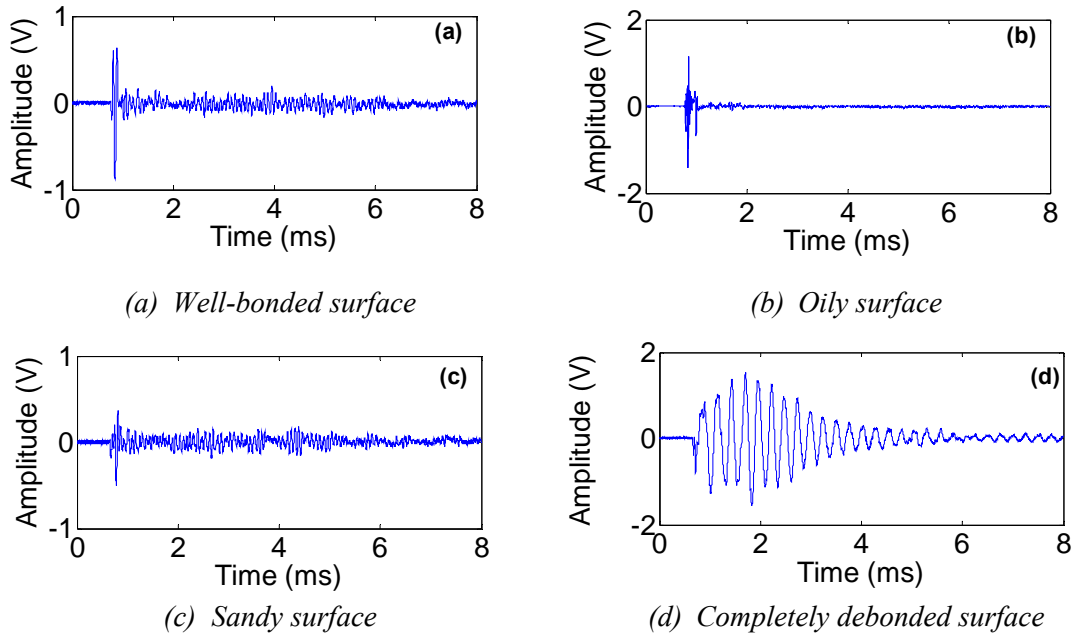 1
(a)
Amplitude (V)
0
-1
0 2 4 6 8
Time (ms)
(a) Well-bonded surface
2
(b)
Amplitude (V)
0
-2
0 2 4 6 8
Time (ms)
(b) Oily surface
1
(c)
Amplitude (V)
0
-1
0 2 4 6 8
Time (ms)
(c) Sandy surface
2
(d)
Amplitude (V)
0
-2
0 2 4 6 8
Time (ms)
(d) Completely debonded surface